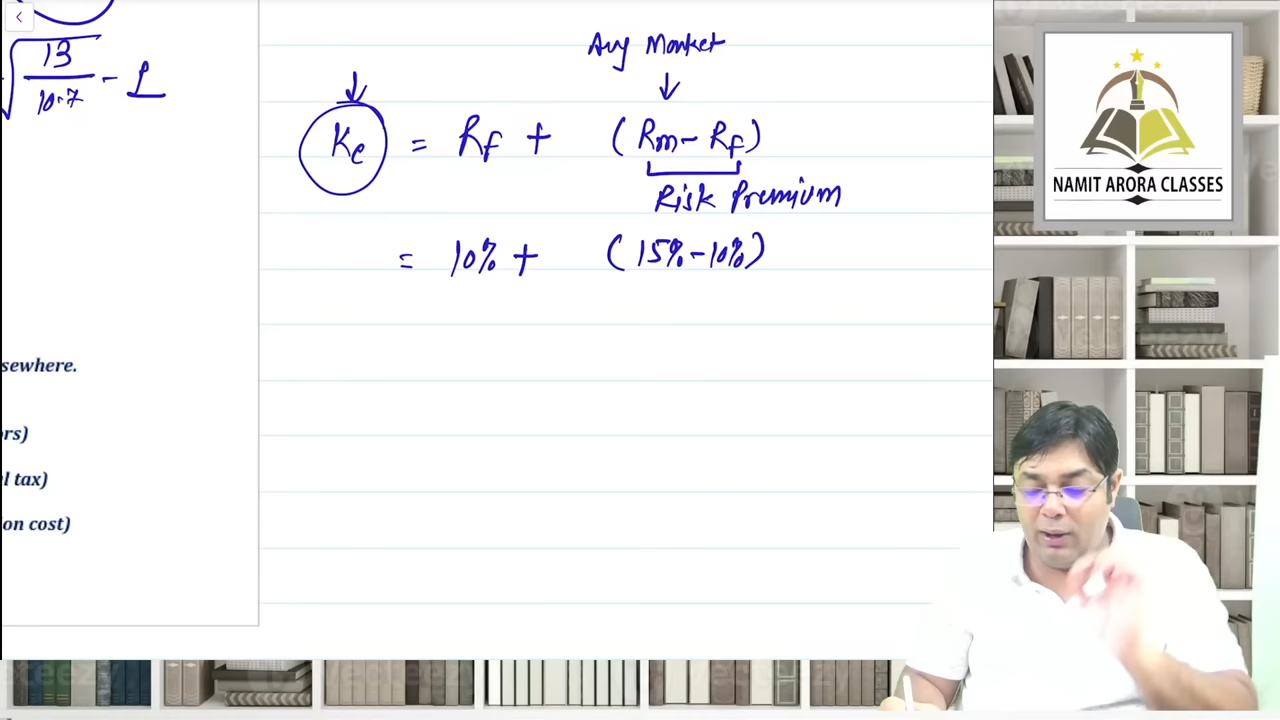 √13/10.7 - 1
Avg Market
↓ ↓
Ke = Rf + (Rm - Rf)
Risk Premium
= 10% + (15% - 10%)
sewhere.
rs)
l tax)
on cost)
NAMIT ARORA CLASSES